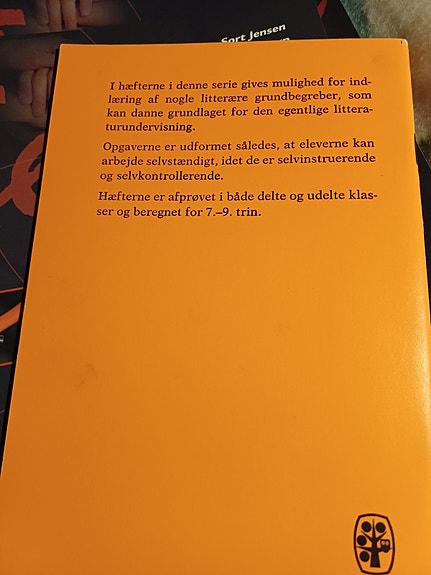 Sort Jensen
I hæfterne i denne serie gives mulighed for ind-
læring af nogle litterære grundbegreber, som
kan danne grundlaget for den egentlige littera-
turundervisning.
Opgaverne er udformet således, at eleverne kan
arbejde selvstændigt, idet de er selvinstruerende
og selvkontrollerende.
Hæfterne er afprøvet i både delte og udelte klas-
ser og beregnet for 7.–9. trin.